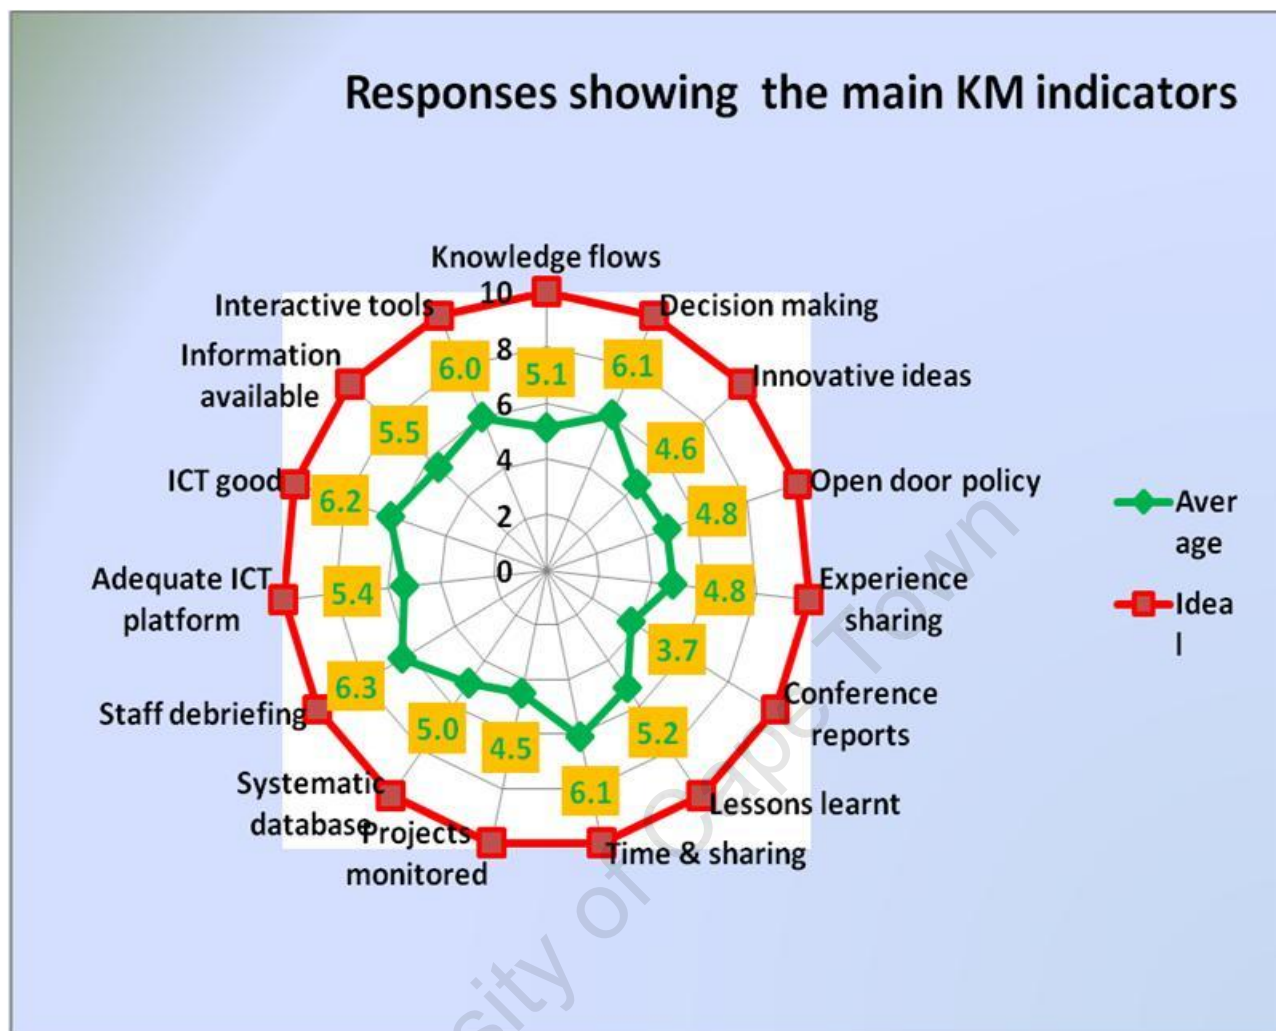 Responses showing the main KM indicators
Knowledge flows
10
8
6
4
2
0
Decision making
Innovative ideas
Open door policy
Experience
sharing
Conference
reports
Lessons learnt
Time & sharing
Projects
monitored
Systematic
database
Staff debriefing
Adequate ICT
platform
ICT good
Information
available
Interactive tools
5.1
6.1
4.6
4.8
4.8
3.7
5.2
6.1
4.5
5.0
6.3
5.4
6.2
5.5
6.0
Aver
age
Idea
l
sity of Cape Town